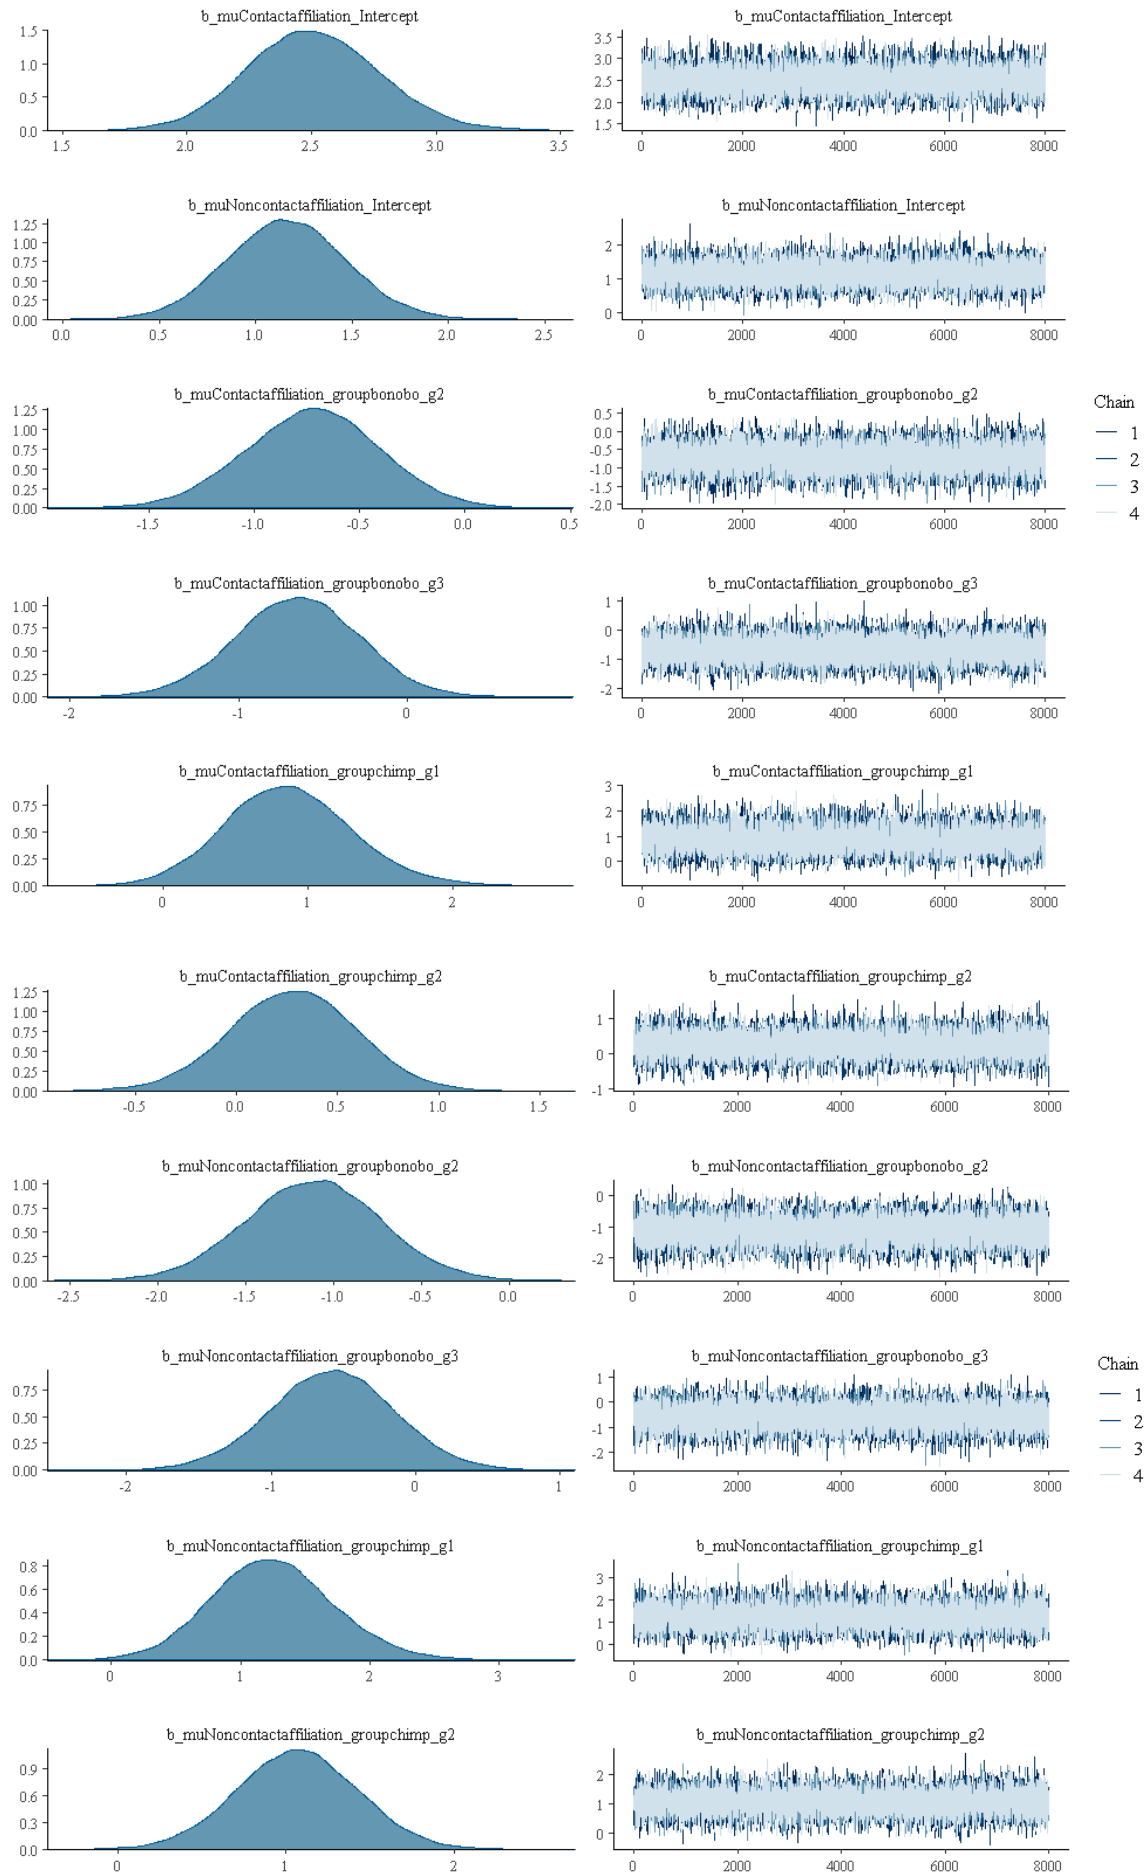 b_muContactaffiliation_Intercept
1.5
1.0
0.5
0.0
1.5 2.0 2.5 3.0 3.5
b_muContactaffiliation_Intercept
3.5
3.0
2.5
2.0
1.5
0 2000 4000 6000 8000
b_muNoncontactaffiliation_Intercept
1.25
1.00
0.75
0.50
0.25
0.00
0.0 0.5 1.0 1.5 2.0 2.5
b_muNoncontactaffiliation_Intercept
2
1
0
0 2000 4000 6000 8000
b_muContactaffiliation_groupbonobo_g2
1.25
1.00
0.75
0.50
0.25
0.00
-1.5 -1.0 -0.5 0.0 0.5
b_muContactaffiliation_groupbonobo_g2
0.5
0.0
-0.5
-1.0
-1.5
-2.0
0 2000 4000 6000 8000
Chain
1
2
3
4
b_muContactaffiliation_groupbonobo_g3
1.00
0.75
0.50
0.25
0.00
-2 -1 0
b_muContactaffiliation_groupbonobo_g3
1
0
-1
-2
0 2000 4000 6000 8000
b_muContactaffiliation_groupchimp_g1
0.75
0.50
0.25
0.00
0 1 2
b_muContactaffiliation_groupchimp_g1
3
2
1
0
0 2000 4000 6000 8000
b_muContactaffiliation_groupchimp_g2
1.25
1.00
0.75
0.50
0.25
0.00
-0.5 0.0 0.5 1.0 1.5
b_muContactaffiliation_groupchimp_g2
1
0
-1
0 2000 4000 6000 8000
b_muNoncontactaffiliation_groupbonobo_g2
1.00
0.75
0.50
0.25
0.00
-2.5 -2.0 -1.5 -1.0 -0.5 0.0
b_muNoncontactaffiliation_groupbonobo_g2
0
-1
-2
0 2000 4000 6000 8000
b_muNoncontactaffiliation_groupbonobo_g3
0.75
0.50
0.25
0.00
-2 -1 0 1
b_muNoncontactaffiliation_groupbonobo_g3
1
0
-1
-2
0 2000 4000 6000 8000
Chain
1
2
3
4
b_muNoncontactaffiliation_groupchimp_g1
0.8
0.6
0.4
0.2
0.0
0 1 2 3
b_muNoncontactaffiliation_groupchimp_g1
3
2
1
0
0 2000 4000 6000 8000
b_muNoncontactaffiliation_groupchimp_g2
0.9
0.6
0.3
0.0
0 1 2
b_muNoncontactaffiliation_groupchimp_g2
2
1
0
0 2000 4000 6000 8000